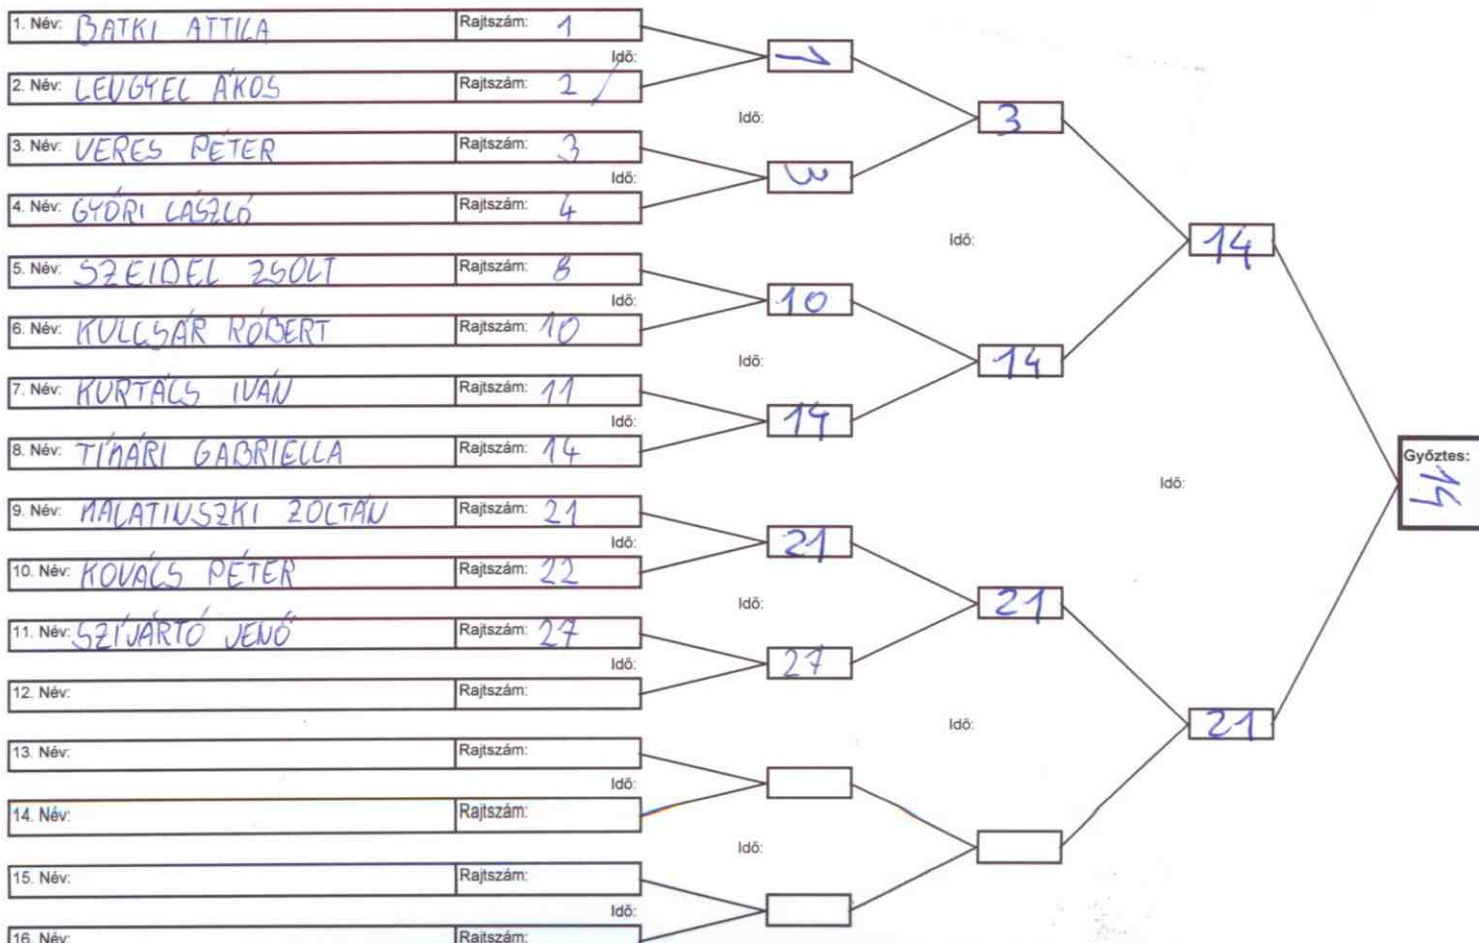 1. Név: BATKI ATTILA Rajtszám: 1
Idő:
1
2. Név: LENGYEL ÁKOS Rajtszám: 2
Idő:
3
3. Név: VERES PÉTER Rajtszám: 3
Idő:
3
4. Név: GYŐRI LÁSZLÓ Rajtszám: 4
Idő:
14
5. Név: SZEIDEL ZSOLT Rajtszám: 8
Idő:
10
6. Név: KULCSÁR RÓBERT Rajtszám: 10
Idő:
14
7. Név: KURTÁCS IVÁN Rajtszám: 11
Idő:
14
8. Név: TÍMÁRI GABRIELLA Rajtszám: 14
Idő:
Győztes:
14
9. Név: MALATINSZKI ZOLTÁN Rajtszám: 21
Idő:
21
10. Név: KOVÁCS PÉTER Rajtszám: 22
Idő:
21
11. Név: SZÍJÁRTÓ JENŐ Rajtszám: 27
Idő:
27
12. Név: Rajtszám:
Idő:
21
13. Név: Rajtszám:
Idő:
14. Név: Rajtszám:
Idő:
15. Név: Rajtszám:
Idő:
16. Név: Rajtszám: